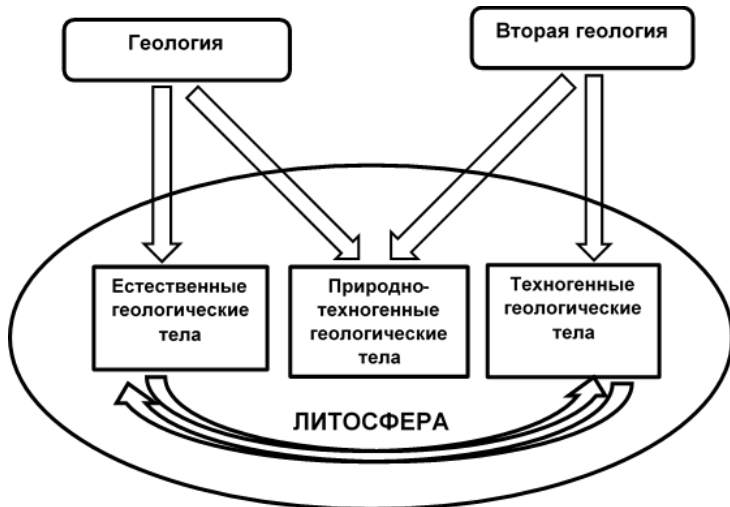 Геология
Вторая геология
Естественные
геологические
тела
Природно-
техногенные
геологические
тела
Техногенные
геологические
тела
ЛИТОСФЕРА